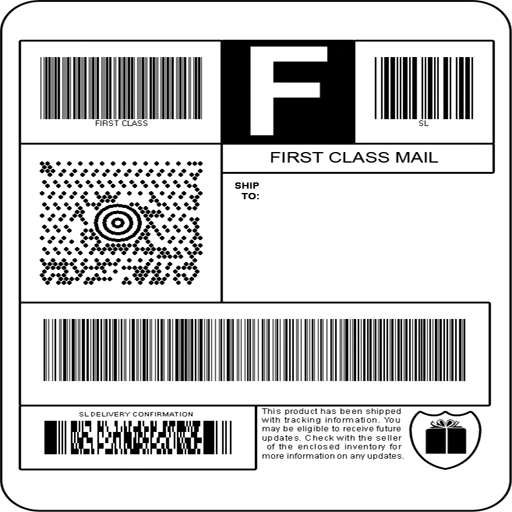 FIRST CLASS
F
SL
FIRST CLASS MAIL
SHIP
TO:
SL DELIVERY CONFIRMATION
This product has been shipped
with tracking information. You
may be eligible to receive future
updates. Check with the seller
of the enclosed inventory for
more information on any updates.